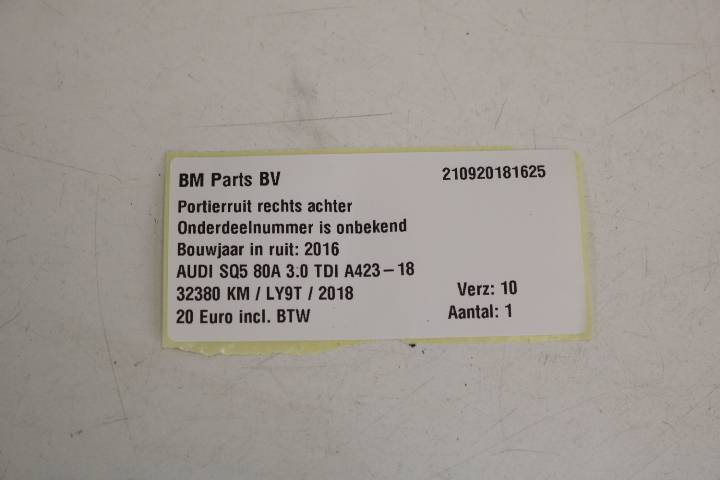 BM Parts BV 210920181625
Portierruit rechts achter
Onderdeelnummer is onbekend
Bouwjaar in ruit: 2016
AUDI SQ5 80A 3.0 TDI A423-18
32380 KM / LY9T / 2018 Verz: 10
20 Euro incl. BTW Aantal: 1